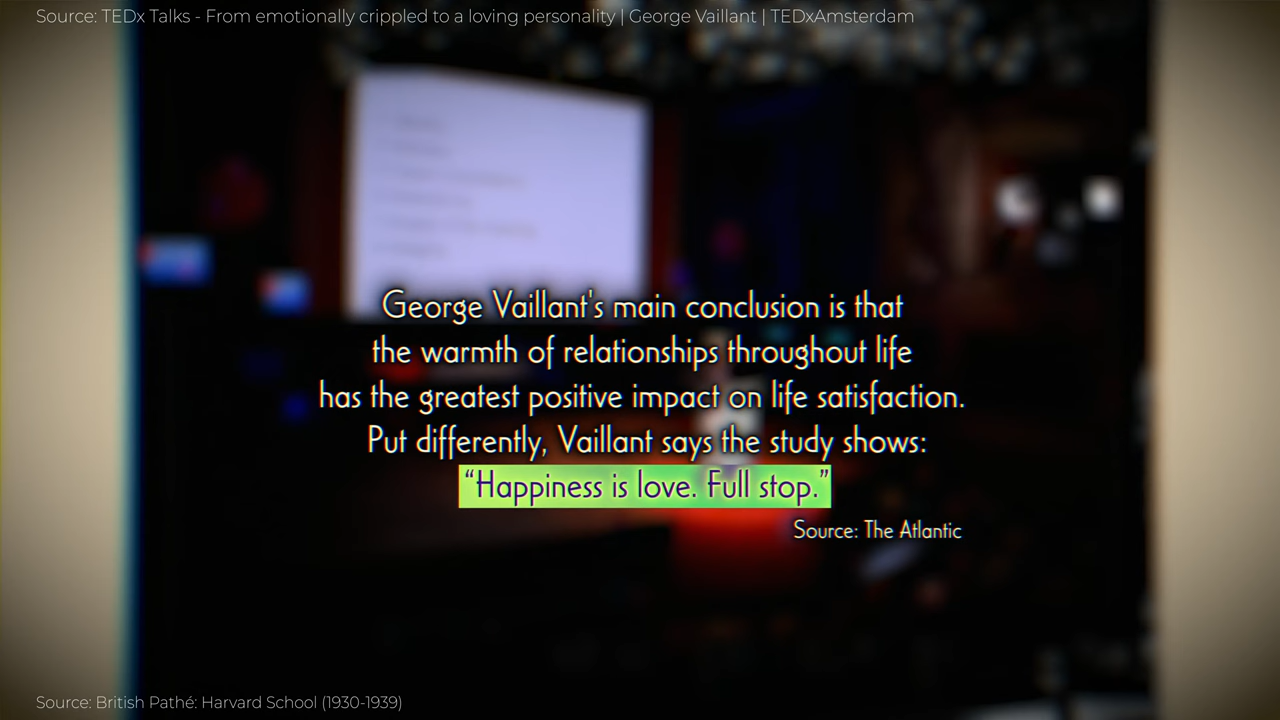 Source: TEDx Talks - From emotionally crippled to a loving personality | George Vaillant | TEDxAmsterdam
George Vaillant's main conclusion is that
the warmth of relationships throughout life
has the greatest positive impact on life satisfaction.
Put differently, Vaillant says the study shows:
“Happiness is love. Full stop.”
Source: The Atlantic
Source: British Pathé: Harvard School (1930-1939)